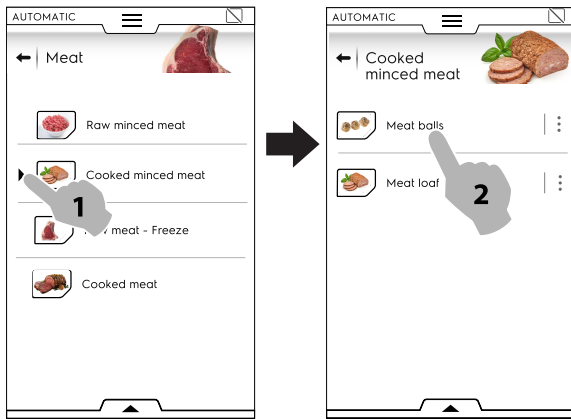 AUTOMATIC
Meat
Raw minced meat
Cooked minced meat
1
meat - Freeze
Cooked meat
AUTOMATIC
Cooked
minced meat
Meat balls
Meat loaf
2